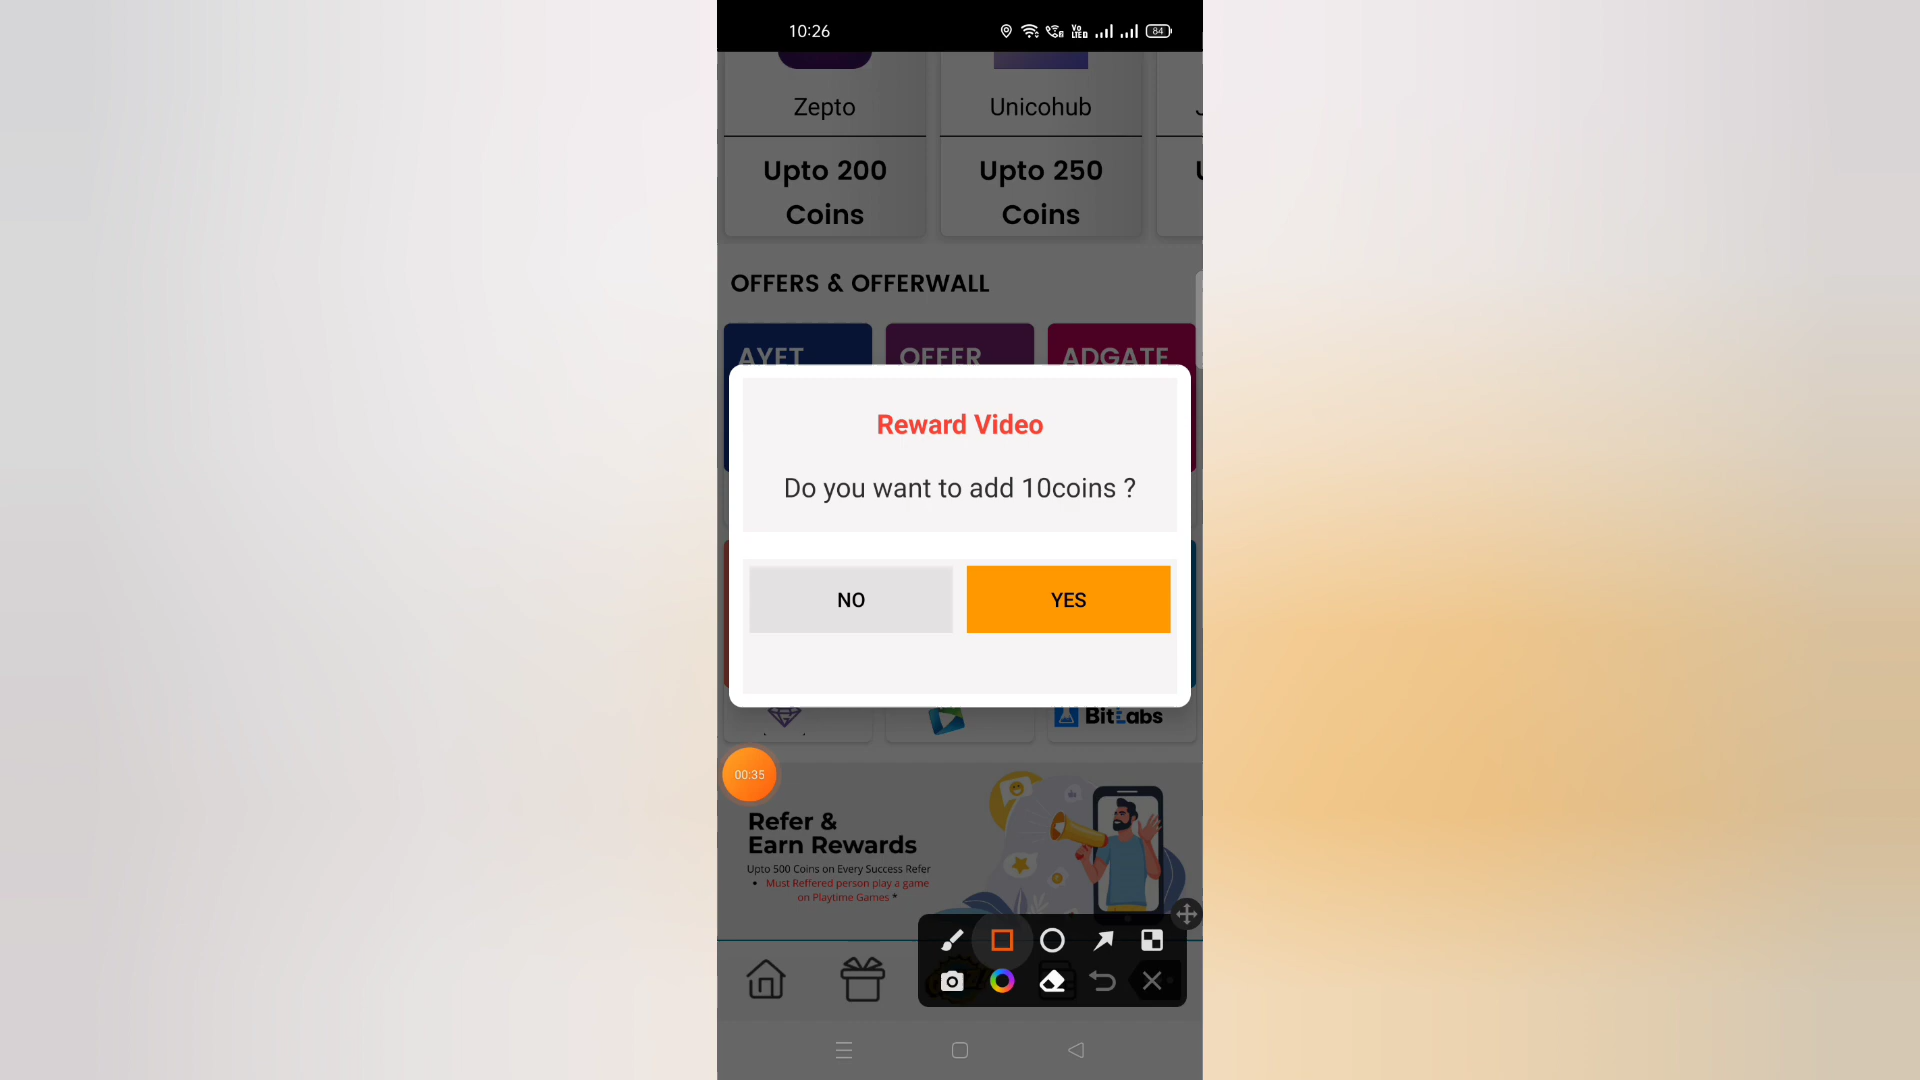 10:26
84
Zepto
Unicohub
Upto 200
Coins
Upto 250
Coins
OFFERS & OFFERWALL
AYET
OFFER
ADGATE
Reward Video
Do you want to add 10coins ?
NO
YES
BitLabs
00:35
Refer &
Earn Rewards
Upto 500 Coins on Every Success Refer
• Must Reffered person play a game
on Playtime Games *